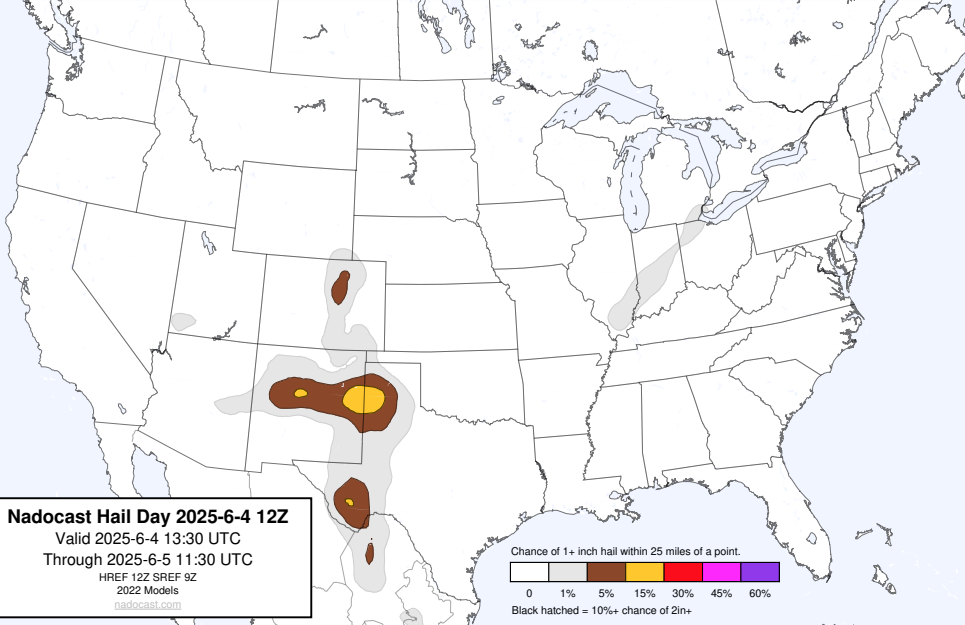 Nadocast Hail Day 2025-6-4 12Z
Valid 2025-6-4 13:30 UTC
Through 2025-6-5 11:30 UTC
HREF 12Z SREF 9Z
2022 Models
nadocast.com
Chance of 1+ inch hail within 25 miles of a point.
0 1% 5% 15% 30% 45% 60%
Black hatched = 10%+ chance of 2in+